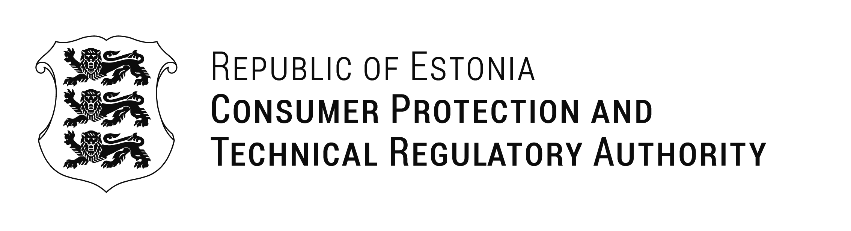 Republic of Estonia
Consumer Protection and
Technical Regulatory Authority